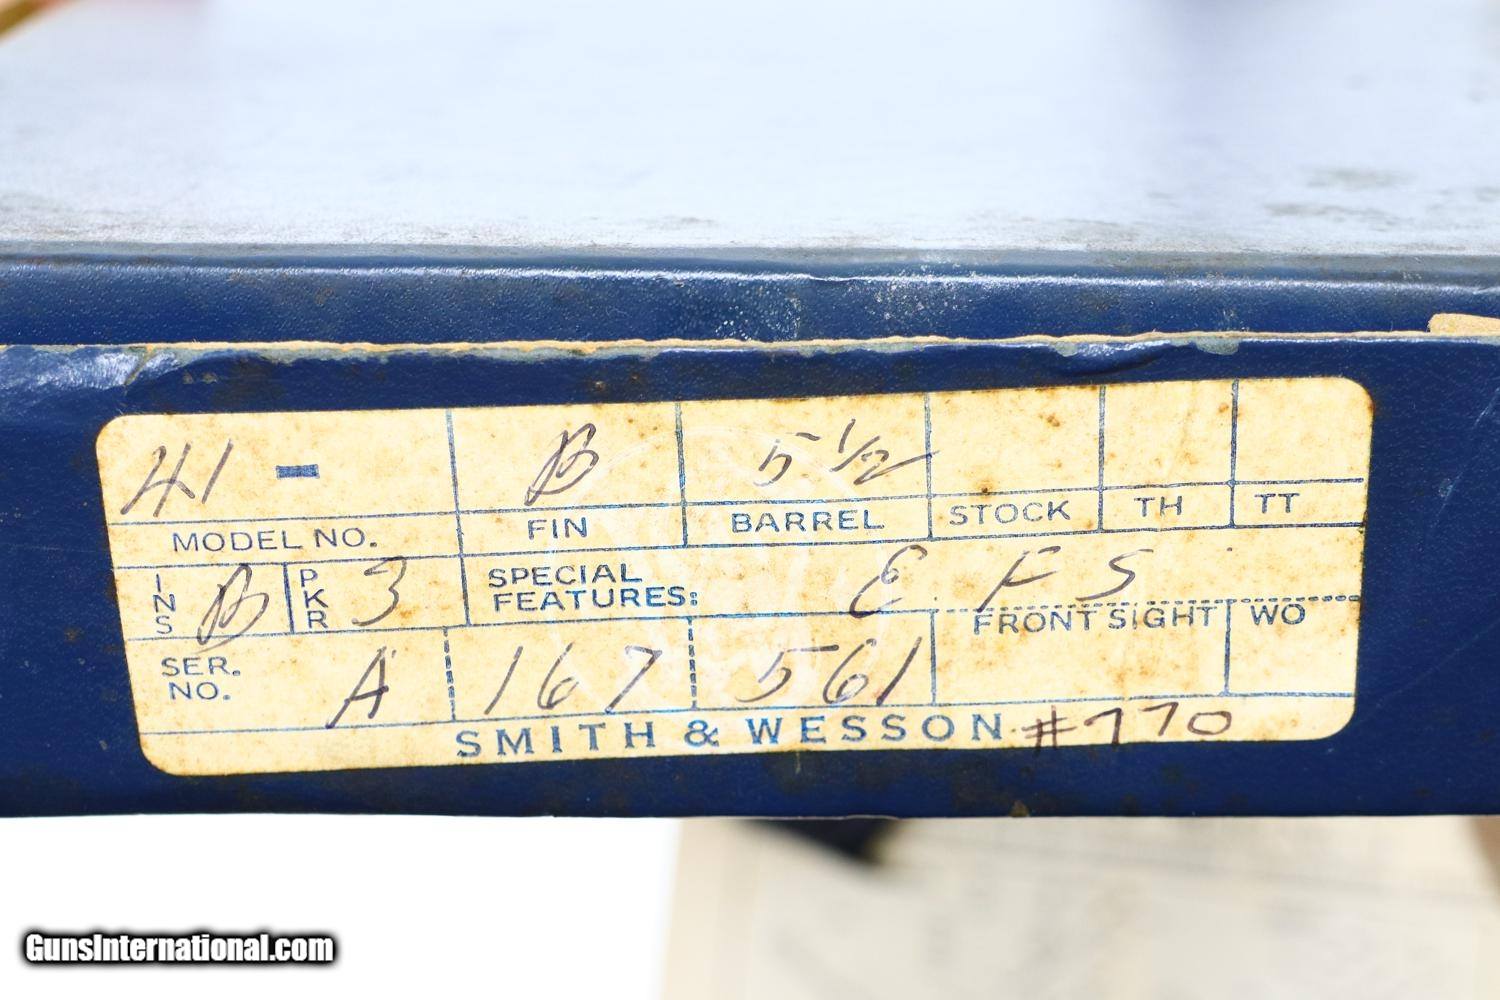 41 - B 5 1/2
MODEL NO. FIN BARREL STOCK TH TT
INS B PKR 3 SPECIAL FEATURES: E F S
FRONT SIGHT WO
SER. NO. A 167 561
SMITH & WESSON #770
GunsInternational.com